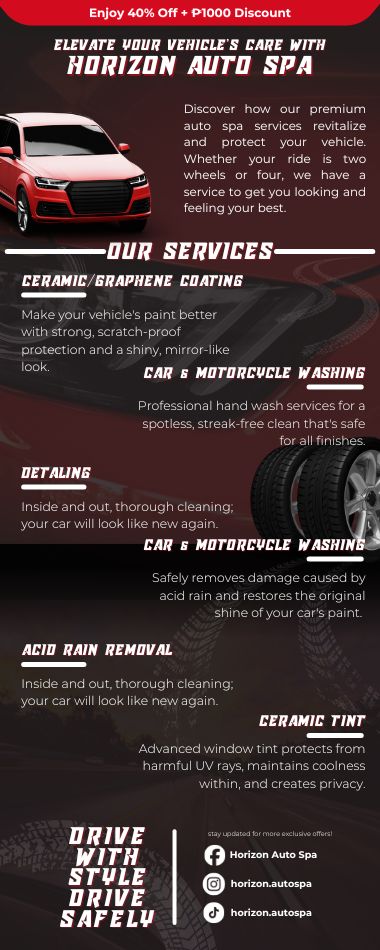 Enjoy 40% Off + ₱1000 Discount
ELEVATE YOUR VEHICLE'S CARE WITH
HORIZON AUTO SPA
Discover how our premium
auto spa services revitalize
and protect your vehicle.
Whether your ride is two
wheels or four, we have a
service to get you looking and
feeling your best.
OUR SERVICES
CERAMIC/GRAPHENE COATING
Make your vehicle's paint better
with strong, scratch-proof
protection and a shiny, mirror-like
look.
CAR & MOTORCYCLE WASHING
Professional hand wash services for a
spotless, streak-free clean that's safe
for all finishes.
DETALING
Inside and out, thorough cleaning;
your car will look like new again.
CAR & MOTORCYCLE WASHING
Safely removes damage caused by
acid rain and restores the original
shine of your car's paint.
ACID RAIN REMOVAL
Inside and out, thorough cleaning;
your car will look like new again.
CERAMIC TINT
Advanced window tint protects from
harmful UV rays, maintains coolness
within, and creates privacy.
DRIVE
WITH
STYLE
DRIVE
SAFELY
stay updated for more exclusive offers!
Horizon Auto Spa
horizon.autospa
horizon.autospa